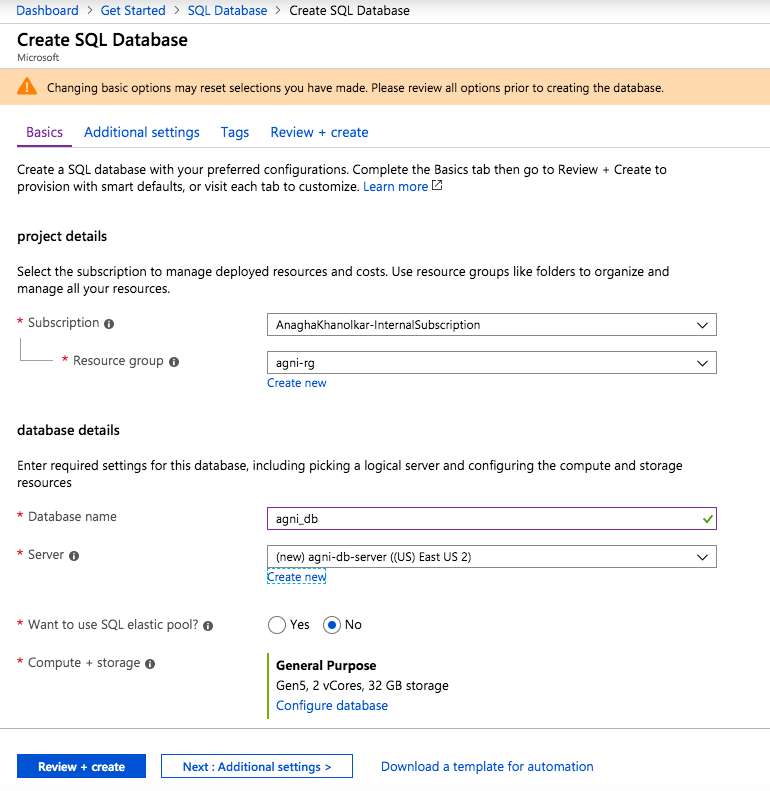 Dashboard > Get Started > SQL Database > Create SQL Database
Create SQL Database
Microsoft
Changing basic options may reset selections you have made. Please review all options prior to creating the database.
Basics Additional settings Tags Review + create
Create a SQL database with your preferred configurations. Complete the Basics tab then go to Review + Create to
provision with smart defaults, or visit each tab to customize. Learn more
project details
Select the subscription to manage deployed resources and costs. Use resource groups like folders to organize and
manage all your resources.
* Subscription AnaghaKhanolkar-InternalSubscription
* Resource group agni-rg
Create new
database details
Enter required settings for this database, including picking a logical server and configuring the compute and storage
resources
* Database name agni_db
* Server (new) agni-db-server ((US) East US 2)
Create new
* Want to use SQL elastic pool? Yes No
* Compute + storage General Purpose
Gen5, 2 vCores, 32 GB storage
Configure database
Review + create Next : Additional settings > Download a template for automation